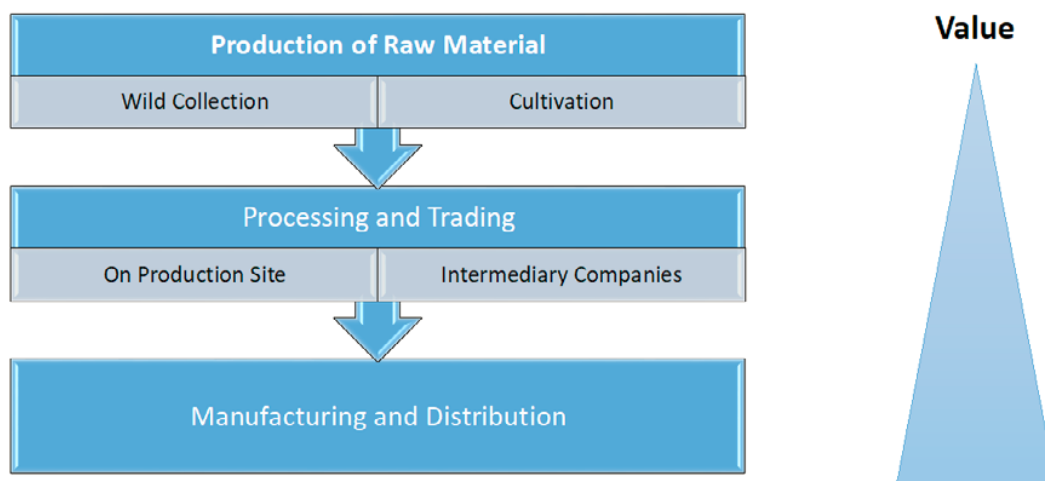 Production of Raw Material
Value
Wild Collection
Cultivation
Processing and Trading
On Production Site
Intermediary Companies
Manufacturing and Distribution